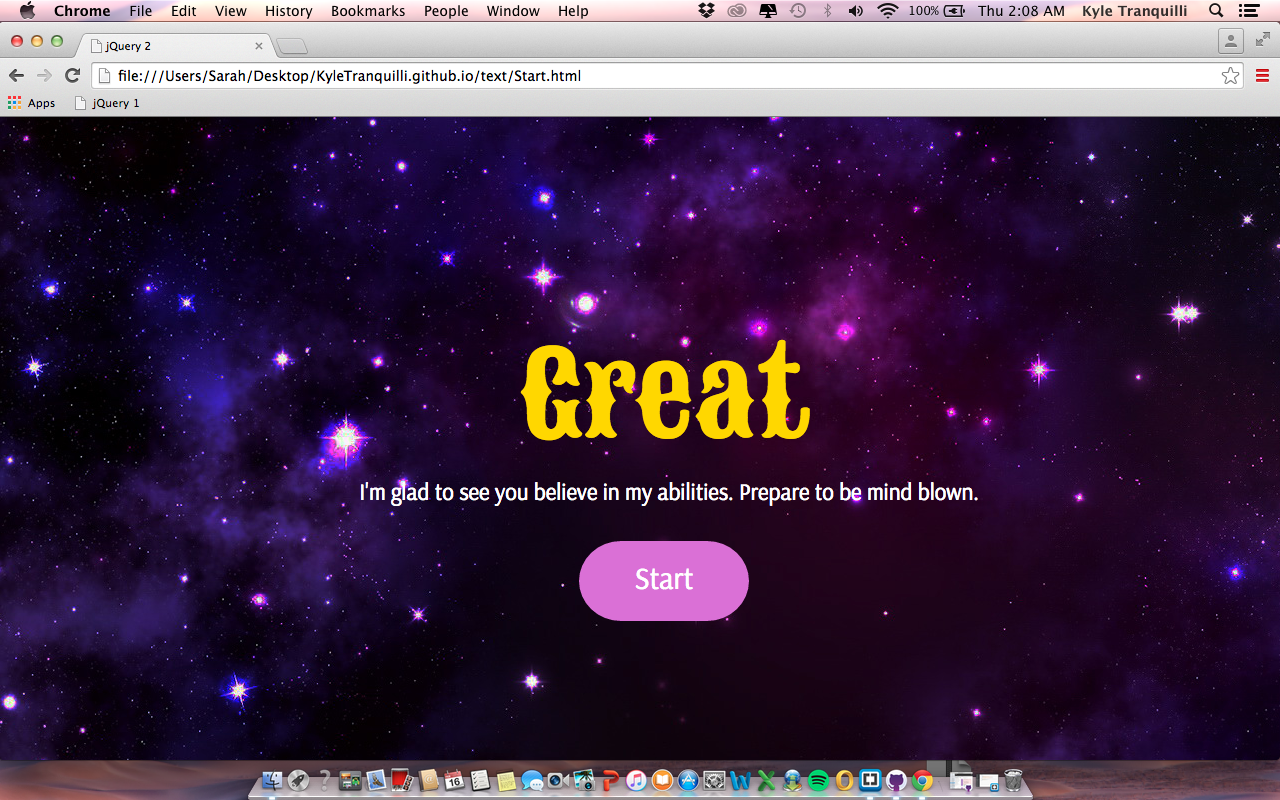 Chrome File Edit View History Bookmarks People Window Help 100% Thu 2:08 AM Kyle Tranquilli
jQuery 2
file:///Users/Sarah/Desktop/KyleTranquilli.github.io/text/Start.html
Apps jQuery 1
Great
I'm glad to see you believe in my abilities. Prepare to be mind blown.
Start
16